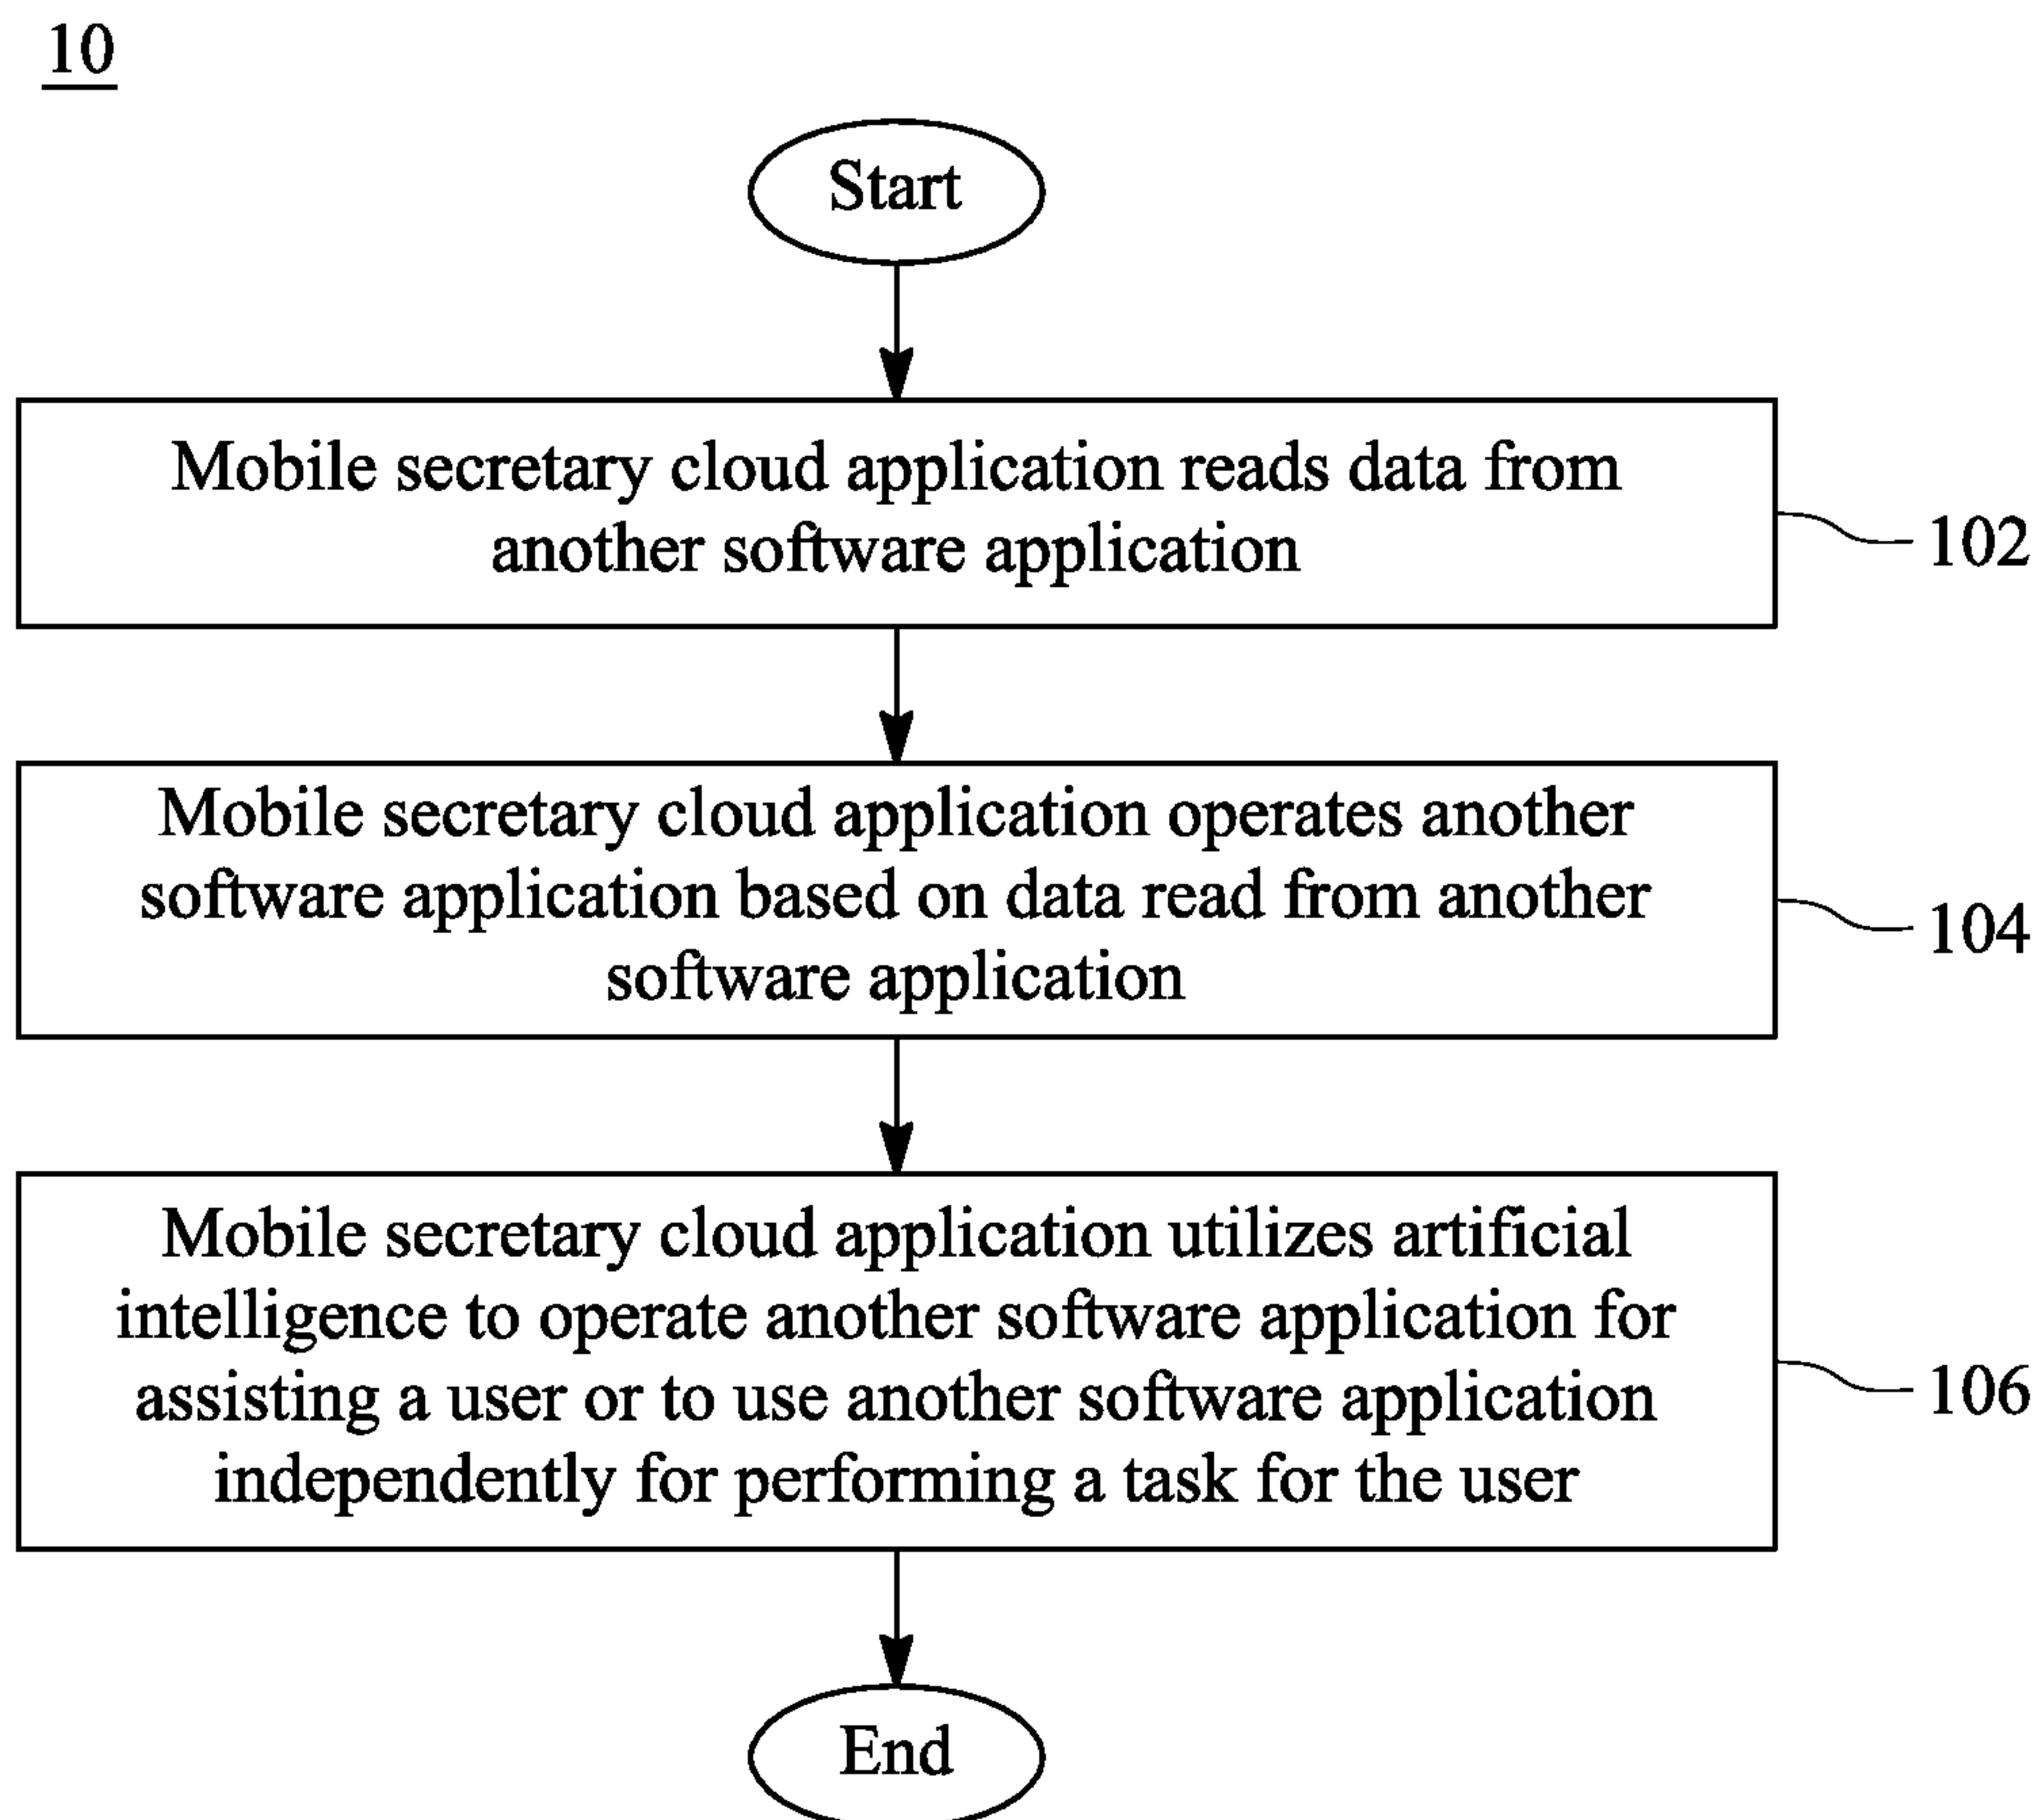 10
Start
Mobile secretary cloud application reads data from
another software application
102
Mobile secretary cloud application operates another
software application based on data read from another
software application
104
Mobile secretary cloud application utilizes artificial
intelligence to operate another software application for
assisting a user or to use another software application
independently for performing a task for the user
106
End